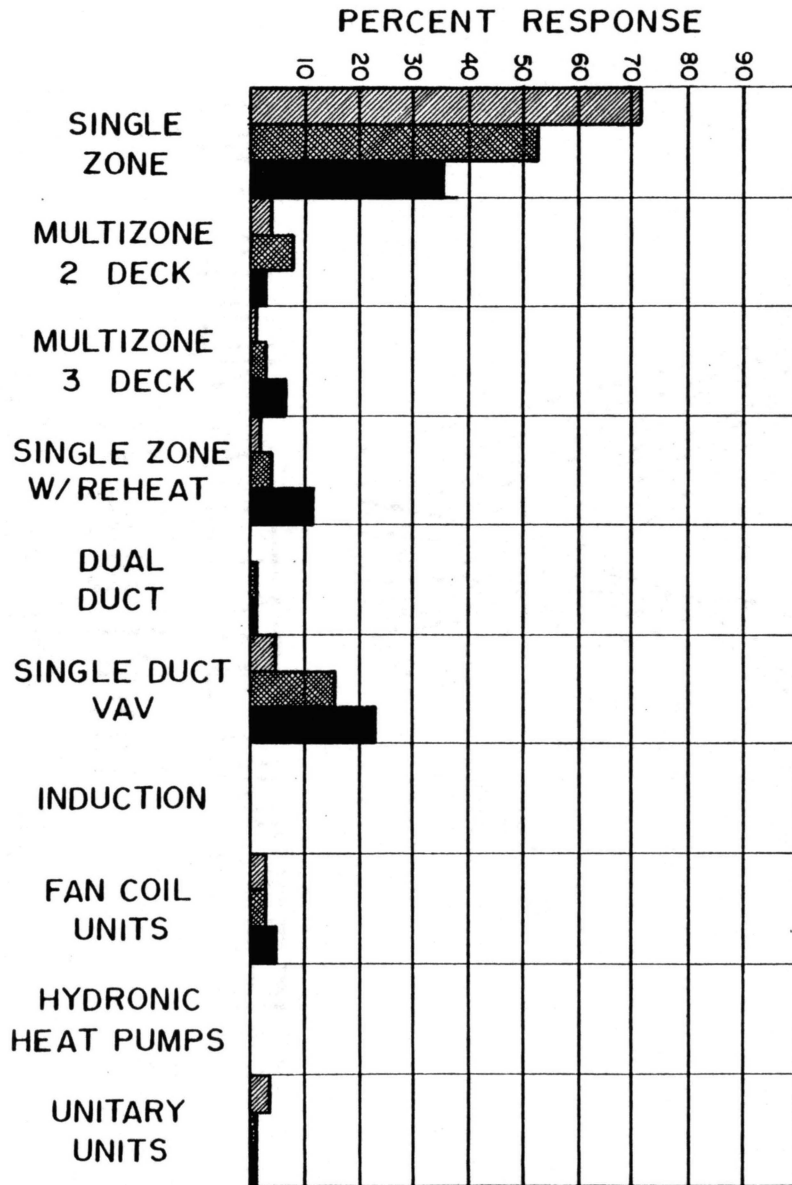 PERCENT RESPONSE
10 20 30 40 50 60 70 80 90
SINGLE
ZONE
MULTIZONE
2 DECK
MULTIZONE
3 DECK
SINGLE ZONE
W/REHEAT
DUAL
DUCT
SINGLE DUCT
VAV
INDUCTION
FAN COIL
UNITS
HYDRONIC
HEAT PUMPS
UNITARY
UNITS